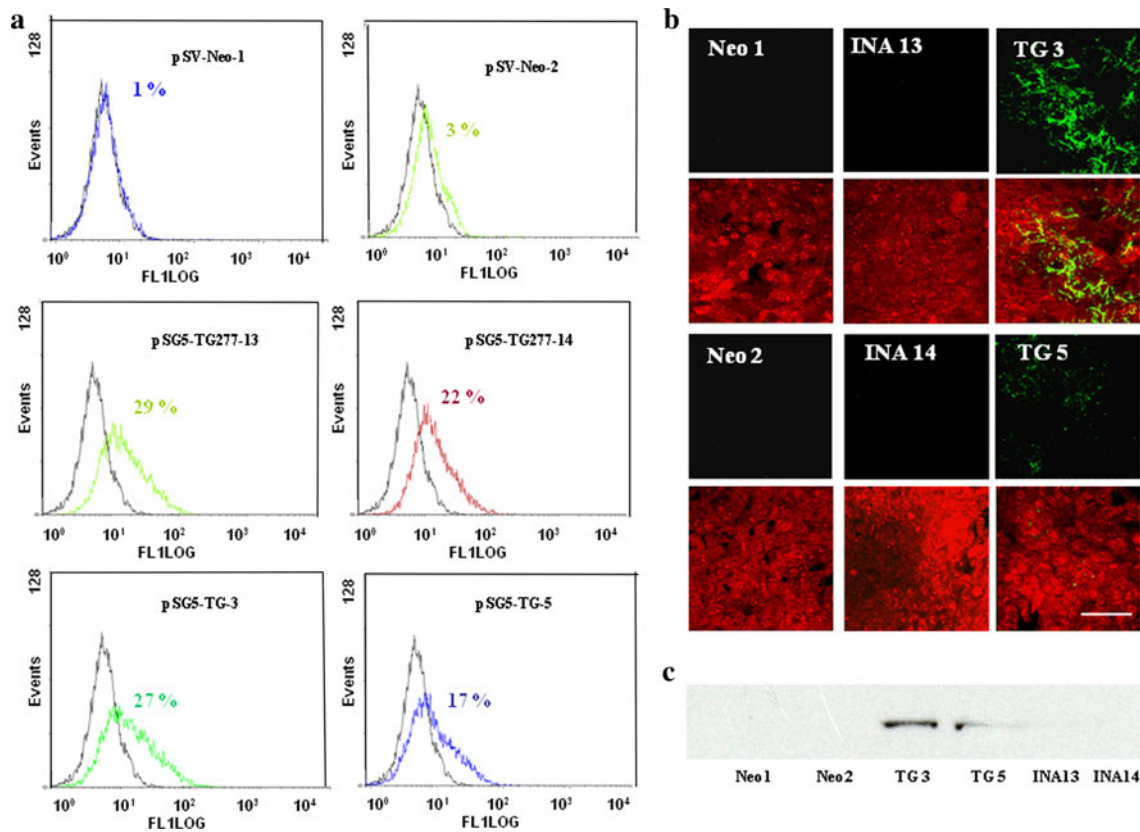 a
128
pSV-Neo-1
1 %
Events
10⁰ 10¹ 10² 10³ 10⁴
FL1LOG
128
pSV-Neo-2
3 %
Events
10⁰ 10¹ 10² 10³ 10⁴
FL1LOG
128
pSG5-TG277-13
29 %
Events
10⁰ 10¹ 10² 10³ 10⁴
FL1LOG
128
pSG5-TG277-14
22 %
Events
10⁰ 10¹ 10² 10³ 10⁴
FL1LOG
128
pSG5-TG-3
27 %
Events
10⁰ 10¹ 10² 10³ 10⁴
FL1LOG
128
pSG5-TG-5
17 %
Events
10⁰ 10¹ 10² 10³ 10⁴
FL1LOG
b
Neo 1 INA 13 TG 3
Neo 2 INA 14 TG 5
c
Neo1 Neo2 TG3 TG5 INA13 INA14